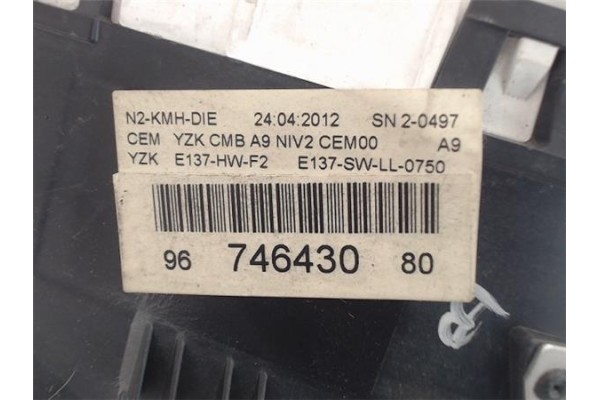 N2-KMH-DIE 24:04:2012 SN 2-0497
CEM YZK CMB A9 NIV2 CEM00 A9
YZK E137-HW-F2 E137-SW-LL-0750
96 746430 80